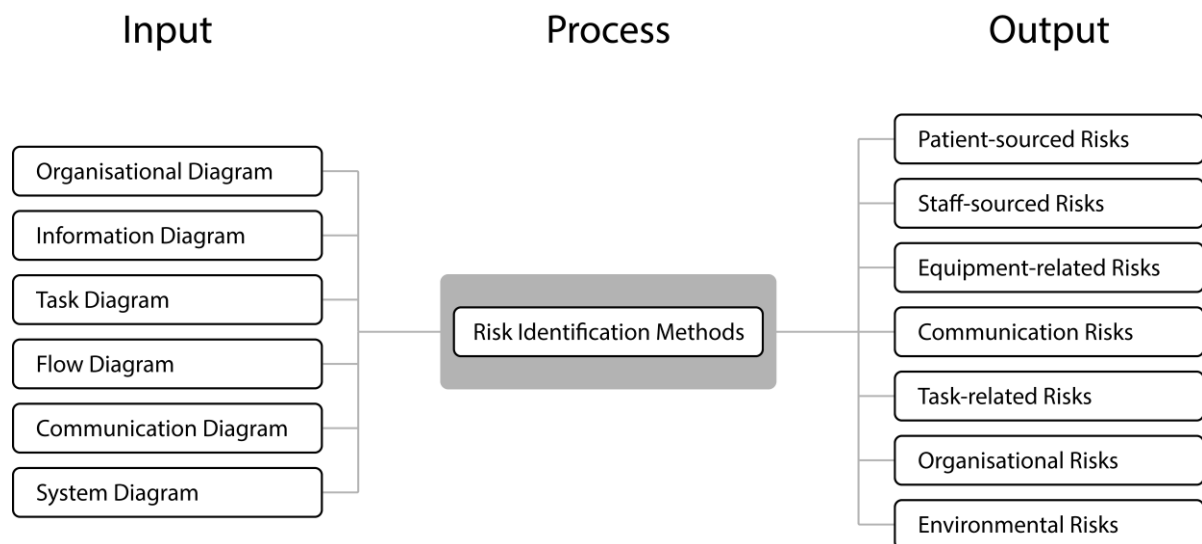 Input
Process
Output
Organisational Diagram
Information Diagram
Task Diagram
Flow Diagram
Communication Diagram
System Diagram
Risk Identification Methods
Patient-sourced Risks
Staff-sourced Risks
Equipment-related Risks
Communication Risks
Task-related Risks
Organisational Risks
Environmental Risks